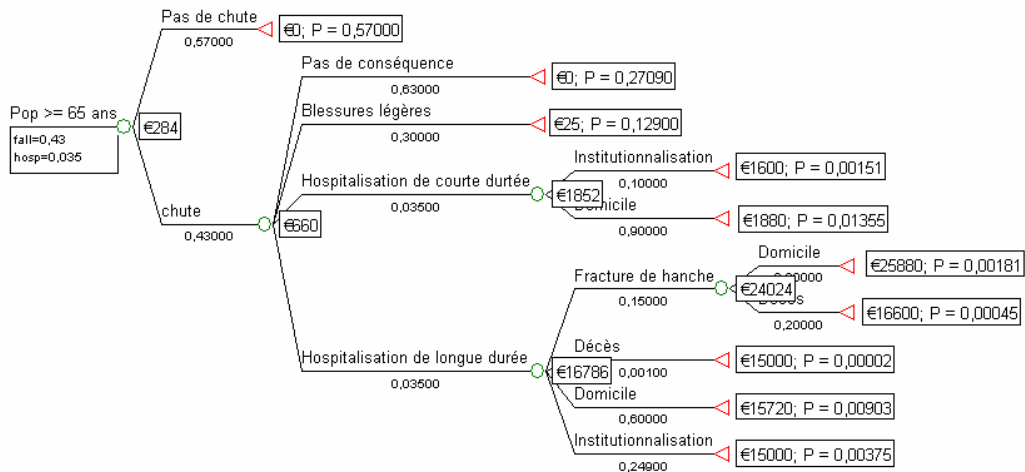 Pas de chute
€0; P = 0,57000
0,57000
Pas de conséquence
€0; P = 0,27090
0,63000
Pop >= 65 ans
€284
fall=0,43
hosp=0,035
Blessures légères
€25; P = 0,12900
0,30000
Institutionnalisation
€1600; P = 0,00151
0,10000
Hospitalisation de courte durtée
€1852
0,03500
Domicile
€1880; P = 0,01355
0,90000
chute
€660
0,43000
Domicile
€25880; P = 0,00181
Fracture de hanche
€24024
0,15000
€16600; P = 0,00045
0,20000
Décès
€15000; P = 0,00002
0,00100
Hospitalisation de longue durée
€16786
0,03500
Domicile
€15720; P = 0,00903
0,60000
Institutionnalisation
€15000; P = 0,00375
0,24900